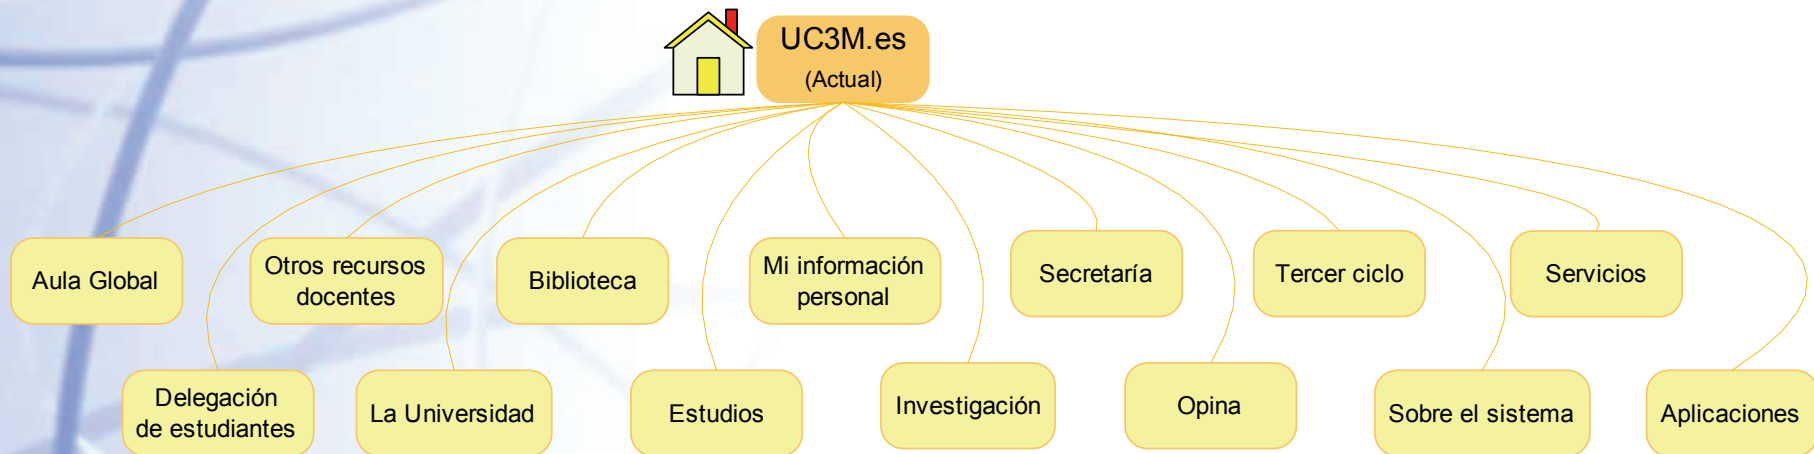 UC3M.es
(Actual)
Aula Global
Otros recursos
docentes
Biblioteca
Mi información
personal
Secretaría
Tercer ciclo
Servicios
Delegación
de estudiantes
La Universidad
Estudios
Investigación
Opina
Sobre el sistema
Aplicaciones